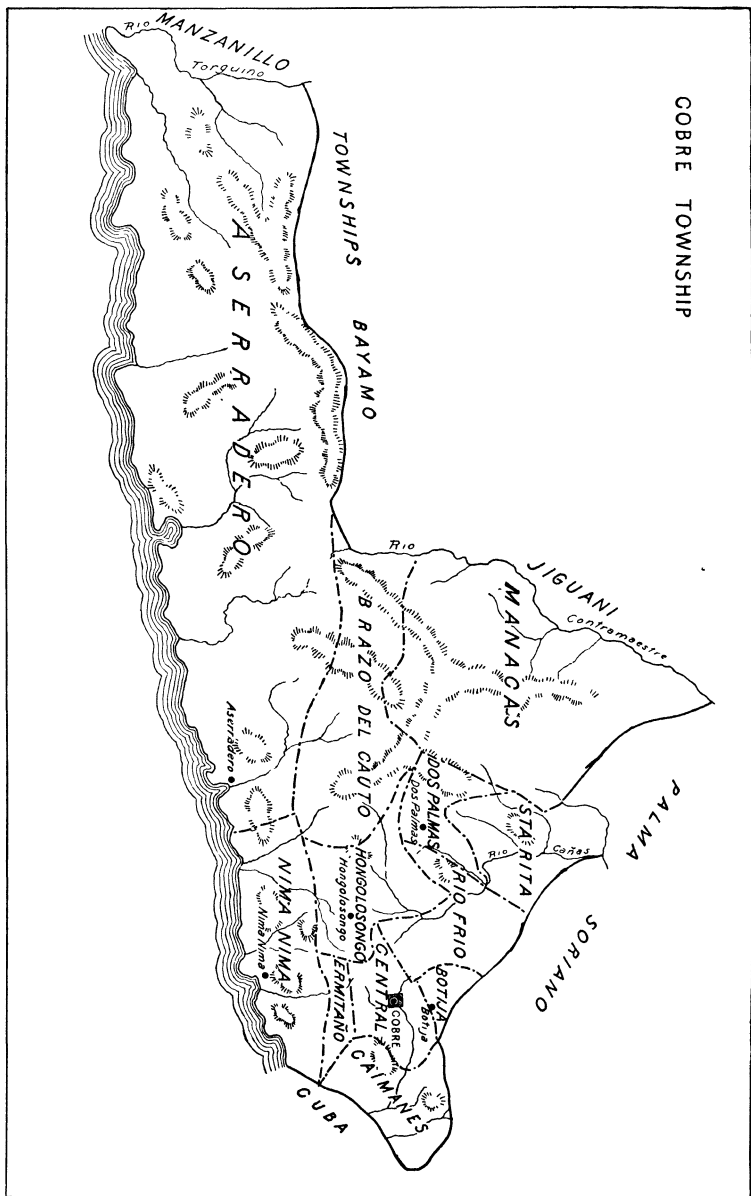 COBRE TOWNSHIP
MANZANILLO
Rio
Torquino
TOWNSHIPS
BAYAMO
JIGUANI
Rio
Contramaestre
PALMA
SORIANO
CUBA
ASERRADERO
Aserradero
BRAZO DEL CAUTO
MANACAS
DOS PALMAS
Dos Palmas
STA RITA
Rio
Cañas
RIO FRIO
HONGOLOSONGO
Hongolosongo
NIMA NIMA
Nima Nima
ERMITAÑO
CENTRAL
COBRE
BOTIJA
Botija
CAIMANES